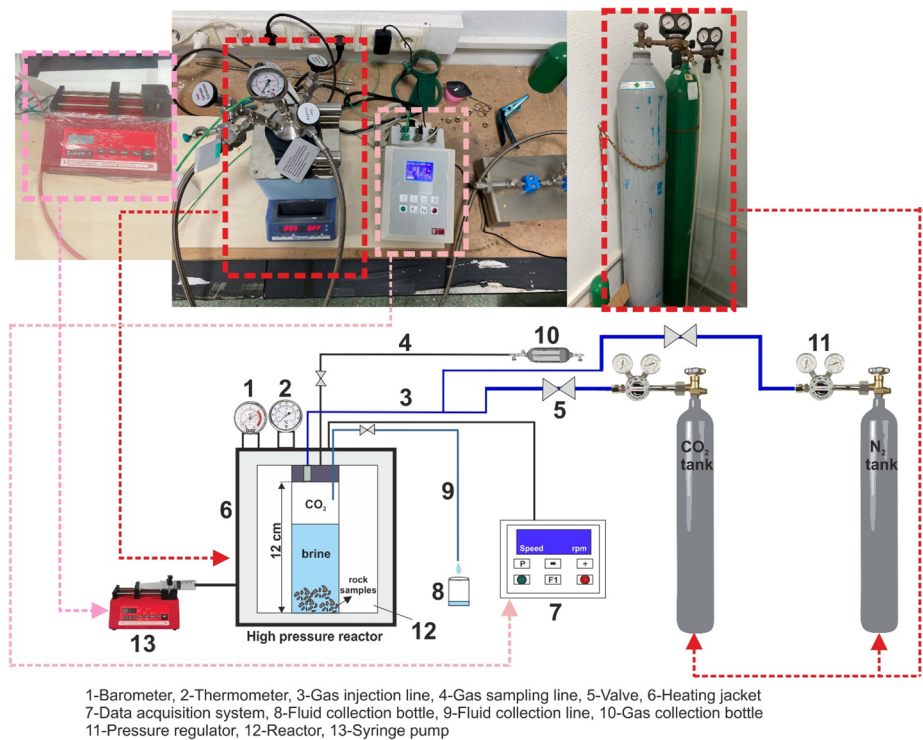 4
10
11
1
2
3
5
CO2
tank
N2
tank
6
CO2
9
12 cm
brine
Speed rpm
P - +
F1
rock
samples
8
7
13
12
High pressure reactor
1-Barometer, 2-Thermometer, 3-Gas injection line, 4-Gas sampling line, 5-Valve, 6-Heating jacket
7-Data acquisition system, 8-Fluid collection bottle, 9-Fluid collection line, 10-Gas collection bottle
11-Pressure regulator, 12-Reactor, 13-Syringe pump